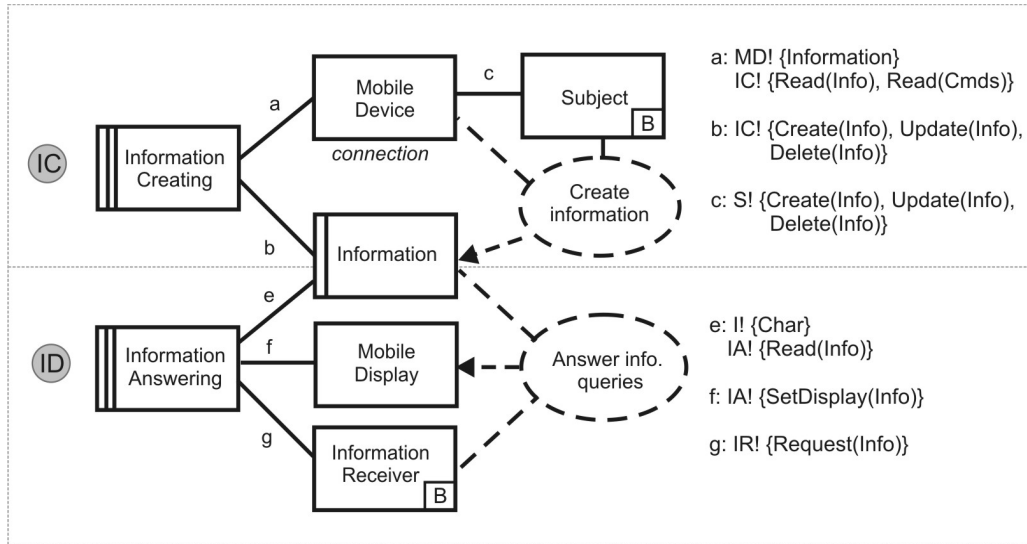 IC
Information
Creating
a
b
Mobile
Device
connection
c
Subject
B
Create
information
Information
a: MD! {Information}
IC! {Read(Info), Read(Cmds)}
b: IC! {Create(Info), Update(Info),
Delete(Info)}
c: S! {Create(Info), Update(Info),
Delete(Info)}
ID
Information
Answering
e
f
g
Mobile
Display
Information
Receiver
B
Answer info.
queries
e: I! {Char}
IA! {Read(Info)}
f: IA! {SetDisplay(Info)}
g: IR! {Request(Info)}